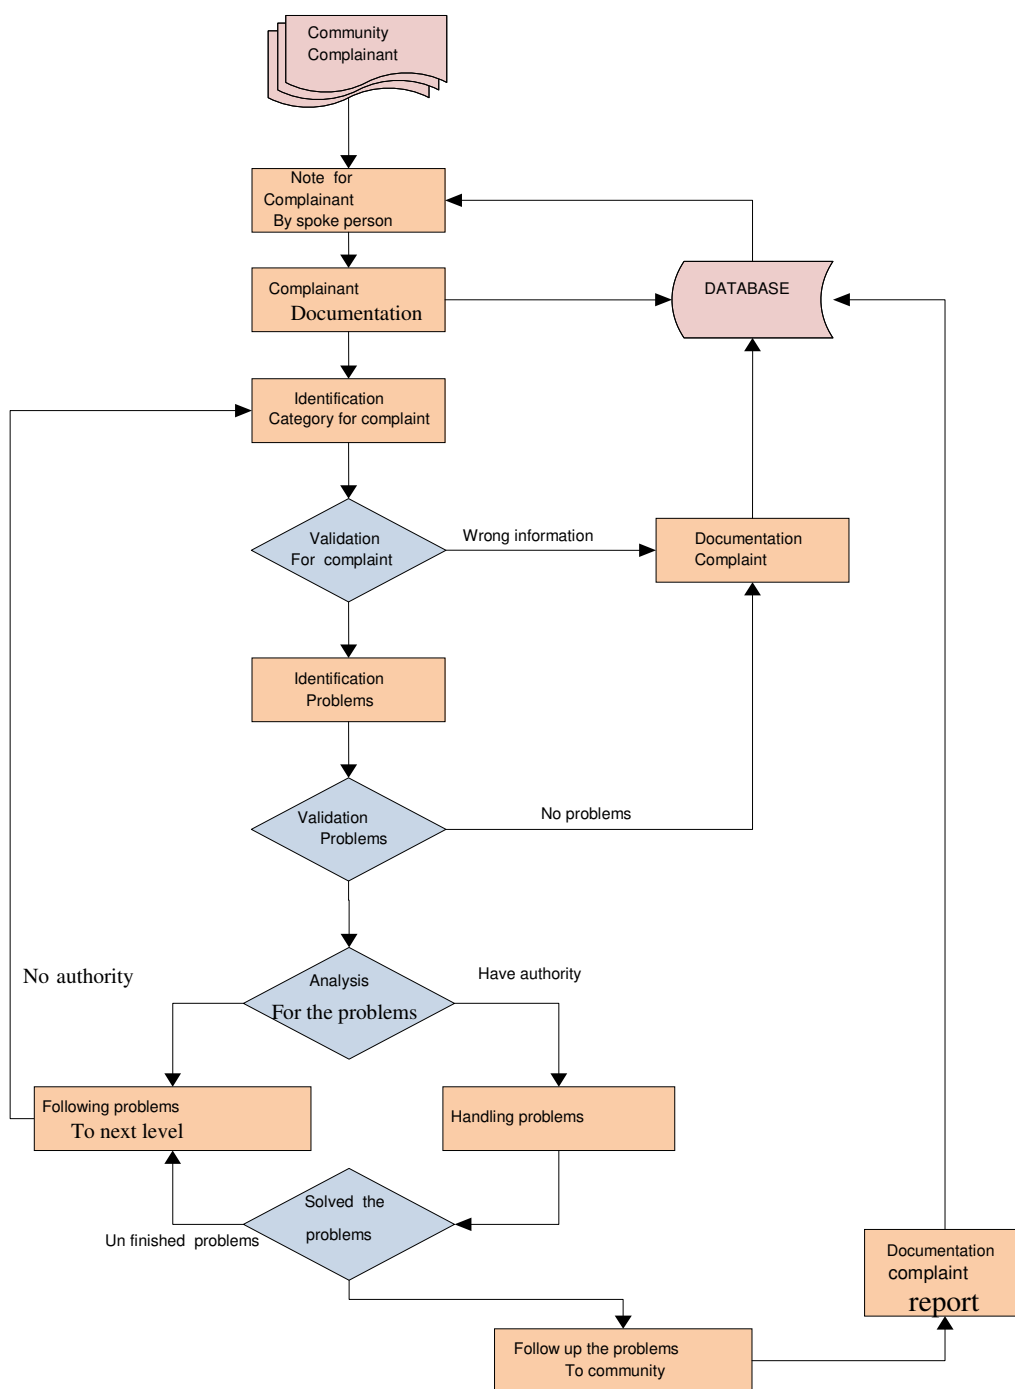 Community
Complainant
Note for
Complainant
By spoke person
Complainant
Documentation
DATABASE
Identification
Category for complaint
Validation
For complaint
Wrong information
Documentation
Complaint
Identification
Problems
Validation
Problems
No problems
No authority
Analysis
For the problems
Have authority
Following problems
To next level
Handling problems
Solved the
problems
Un finished problems
Documentation
complaint
report
Follow up the problems
To community